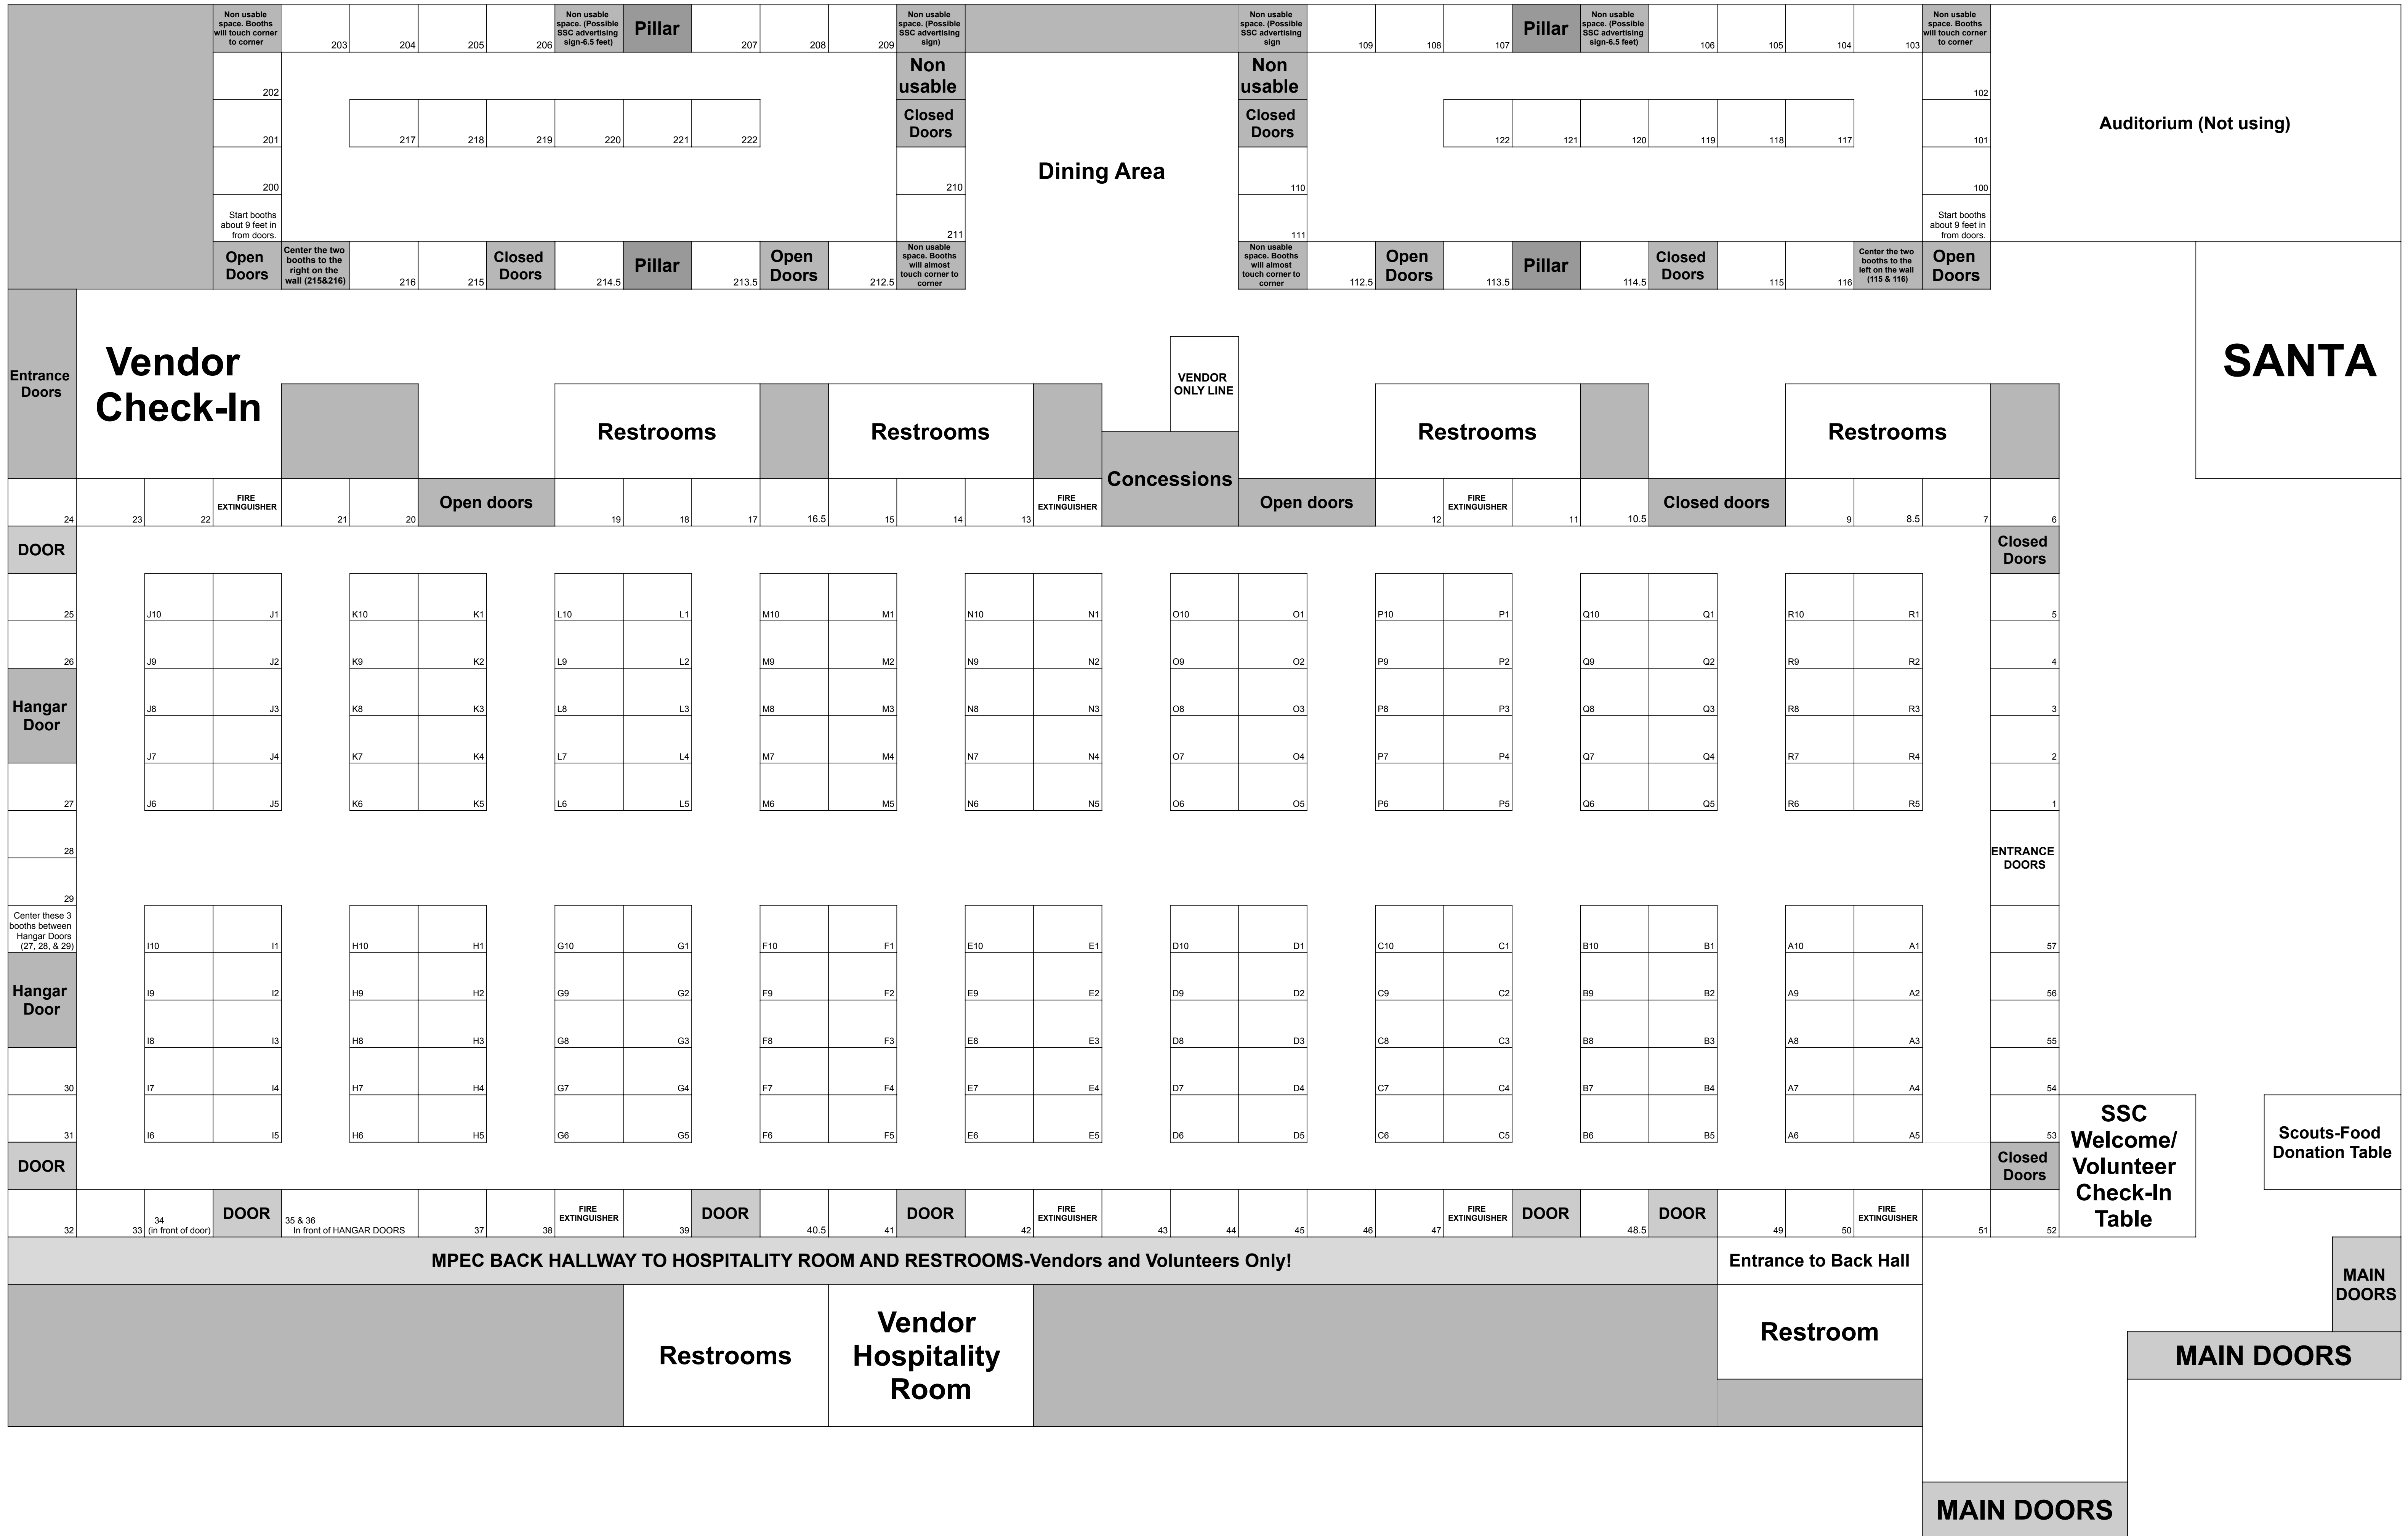 Non usable
space. Booths
will touch corner
to corner
203
204
205
206
Non usable
space. (Possible
SSC advertising
sign-6.5 feet)
Pillar
207
208
209
Non usable
space. (Possible
SSC advertising
sign)
Non usable
space. (Possible
SSC advertising
sign
109
108
107
Pillar
Non usable
space. (Possible
SSC advertising
sign-6.5 feet)
106
105
104
103
Non usable
space. Booths
will touch corner
to corner
202
Non
usable
Non
usable
102
201
217
218
219
220
221
222
Closed
Doors
Closed
Doors
122
121
120
119
118
117
101
Auditorium (Not using)
Dining Area
200
210
110
100
Start booths
about 9 feet in
from doors.
211
111
Start booths
about 9 feet in
from doors.
Open
Doors
Center the two
booths to the
right on the
wall (215&216)
216
215
Closed
Doors
214.5
Pillar
213.5
Open
Doors
212.5
Non usable
space. Booths
will almost
touch corner to
corner
Non usable
space. Booths
will almost
touch corner to
corner
112.5
Open
Doors
113.5
Pillar
114.5
Closed
Doors
115
116
Center the two
booths to the
left on the wall
(115 & 116)
Open
Doors
Entrance
Doors
Vendor
Check-In
VENDOR
ONLY LINE
SANTA
Restrooms
Restrooms
Restrooms
Restrooms
Concessions
24
23
22
FIRE
EXTINGUISHER
21
20
Open doors
19
18
17
16.5
15
14
13
FIRE
EXTINGUISHER
Open doors
12
FIRE
EXTINGUISHER
11
10.5
Closed doors
9
8.5
7
6
DOOR
Closed
Doors
25
J10 J1 K10 K1 L10 L1 M10 M1 N10 N1 O10 O1 P10 P1 Q10 Q1 R10 R1
5
26
J9 J2 K9 K2 L9 L2 M9 M2 N9 N2 O9 O2 P9 P2 Q9 Q2 R9 R2
4
Hangar
Door
J8 J3 K8 K3 L8 L3 M8 M3 N8 N3 O8 O3 P8 P3 Q8 Q3 R8 R3
3
J7 J4 K7 K4 L7 L4 M7 M4 N7 N4 O7 O4 P7 P4 Q7 Q4 R7 R4
2
27
J6 J5 K6 K5 L6 L5 M6 M5 N6 N5 O6 O5 P6 P5 Q6 Q5 R6 R5
1
28
ENTRANCE
DOORS
29
Center these 3
booths between
Hangar Doors
(27, 28, & 29)
I10 I1 H10 H1 G10 G1 F10 F1 E10 E1 D10 D1 C10 C1 B10 B1 A10 A1
57
Hangar
Door
I9 I2 H9 H2 G9 G2 F9 F2 E9 E2 D9 D2 C9 C2 B9 B2 A9 A2
56
I8 I3 H8 H3 G8 G3 F8 F3 E8 E3 D8 D3 C8 C3 B8 B3 A8 A3
55
30
I7 I4 H7 H4 G7 G4 F7 F4 E7 E4 D7 D4 C7 C4 B7 B4 A7 A4
54
31
I6 I5 H6 H5 G6 G5 F6 F5 E6 E5 D6 D5 C6 C5 B6 B5 A6 A5
53
SSC
Welcome/
Volunteer
Check-In
Table
Scouts-Food
Donation Table
DOOR
Closed
Doors
32
33
34
(in front of door)
DOOR
35 & 36
In front of HANGAR DOORS
37
38
FIRE
EXTINGUISHER
39
DOOR
40.5
41
DOOR
42
FIRE
EXTINGUISHER
43
44
45
46
47
FIRE
EXTINGUISHER
DOOR
48.5
DOOR
49
50
FIRE
EXTINGUISHER
51
52
MPEC BACK HALLWAY TO HOSPITALITY ROOM AND RESTROOMS-Vendors and Volunteers Only!
Entrance to Back Hall
MAIN
DOORS
Restrooms
Vendor
Hospitality
Room
Restroom
MAIN DOORS
MAIN DOORS